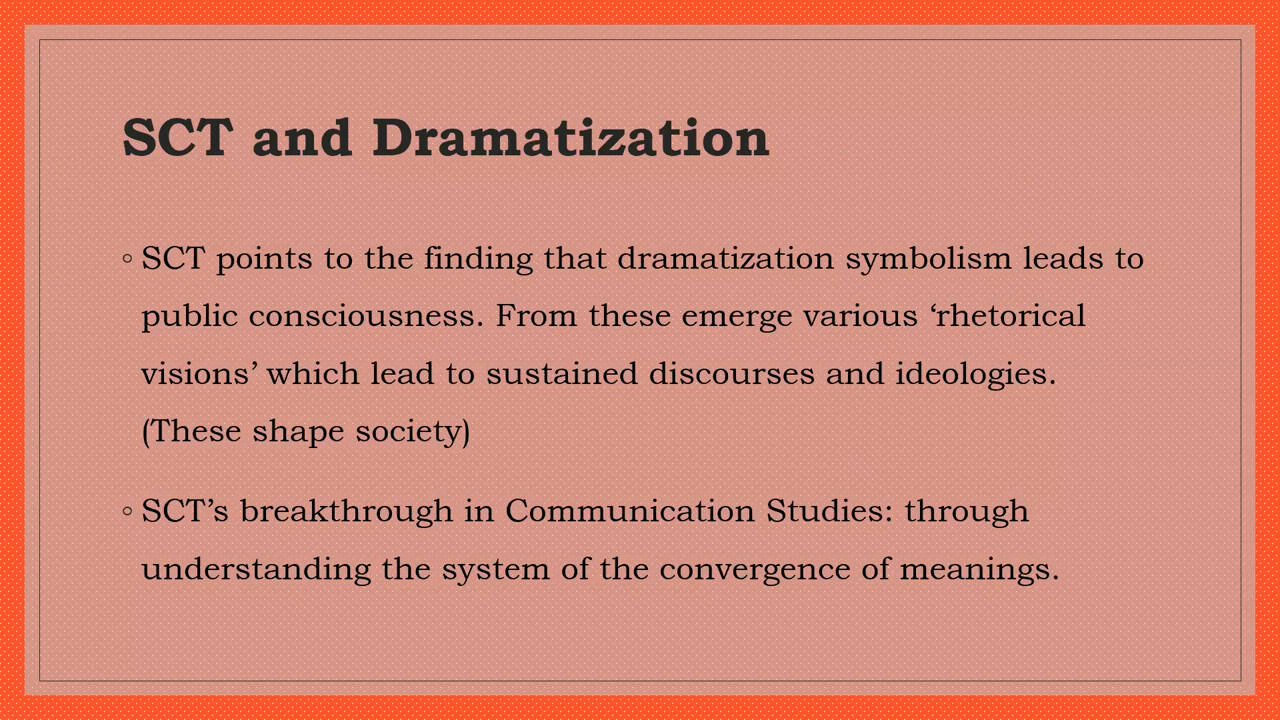 SCT and Dramatization
◦ SCT points to the finding that dramatization symbolism leads to
public consciousness. From these emerge various ‘rhetorical
visions’ which lead to sustained discourses and ideologies.
(These shape society)
◦ SCT’s breakthrough in Communication Studies: through
understanding the system of the convergence of meanings.